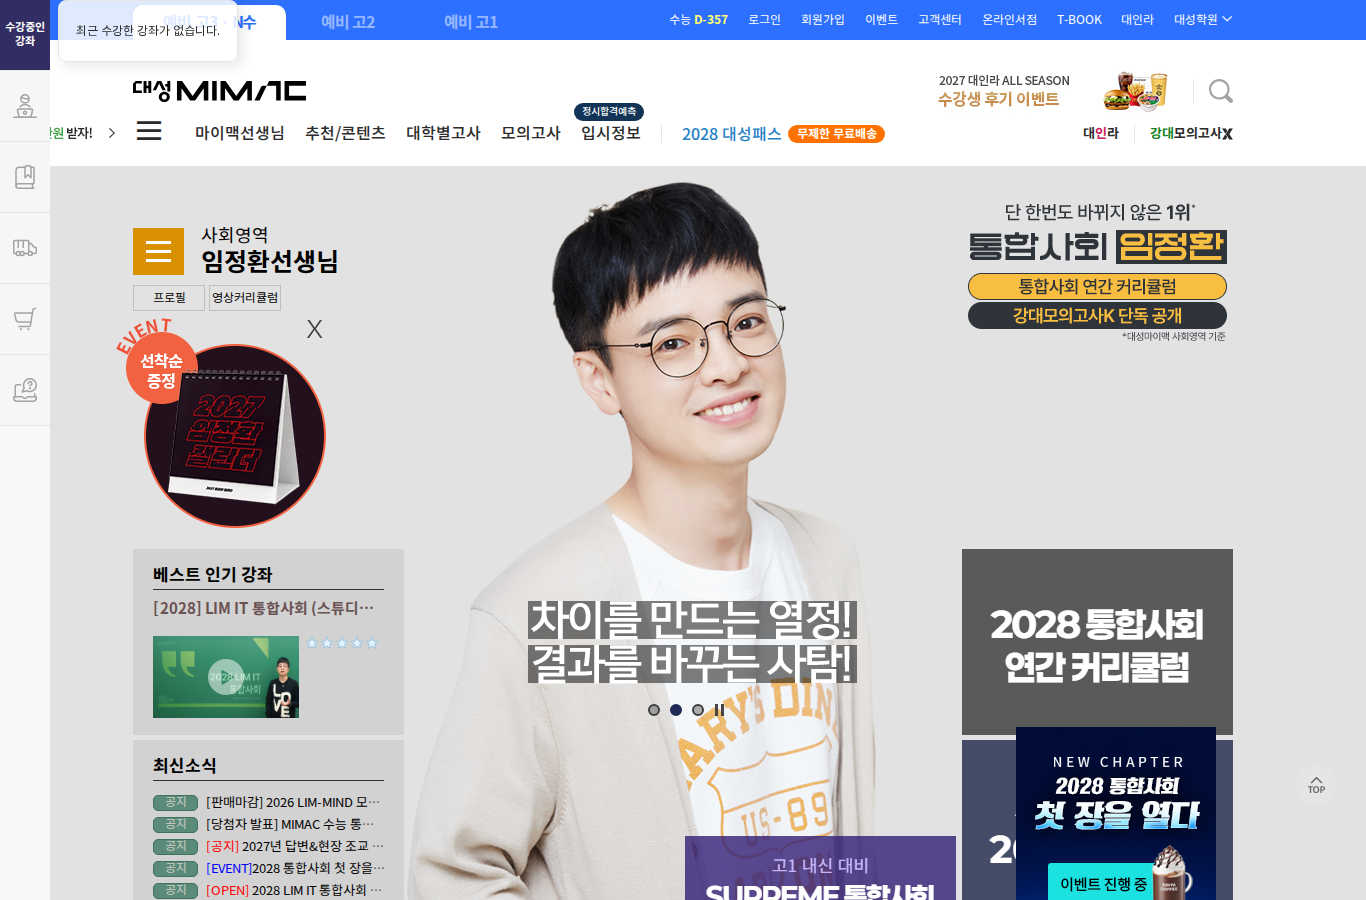 수강중인
강좌
최근 수강한 강좌가 없습니다.
N수
예비 고2
예비 고1
수능 D-357
로그인
회원가입
이벤트
고객센터
온라인서점
T-BOOK
대인라
대성학원
대성MIMAC
2027 대인라 ALL SEASON
수강생 후기 이벤트
받자!
마이맥선생님
추천/콘텐츠
대학별고사
모의고사
정시합격예측
입시정보
2028 대성패스
무제한 무료배송
대인라
강대모의고사X
사회영역
임정환선생님
프로필
영상커리큘럼
X
EVENT
선착순
증정
2027
임정환
캘린더
단 한번도 바뀌지 않은 1위*
통합사회 임정환
통합사회 연간 커리큘럼
강대모의고사K 단독 공개
*대성마이맥 사회영역 기준
베스트 인기 강좌
[2028] LIM IT 통합사회 (스튜디…
2028 LIM IT
통합사회
LOVE
차이를 만드는 열정!
결과를 바꾸는 사탐!
ARY'S DIN
US-89
2028 통합사회
연간 커리큘럼
최신소식
공지 [판매마감] 2026 LIM-MIND 모…
공지 [당첨자 발표] MIMAC 수능 통…
공지 [공지] 2027년 답변&현장 조교 …
공지 [EVENT]2028 통합사회 첫 장을…
공지 [OPEN] 2028 LIM IT 통합사회 …
고1 내신 대비
SUPREME 통합사회
NEW CHAPTER
2028 통합사회
첫 장을 열다
이벤트 진행 중
TOP